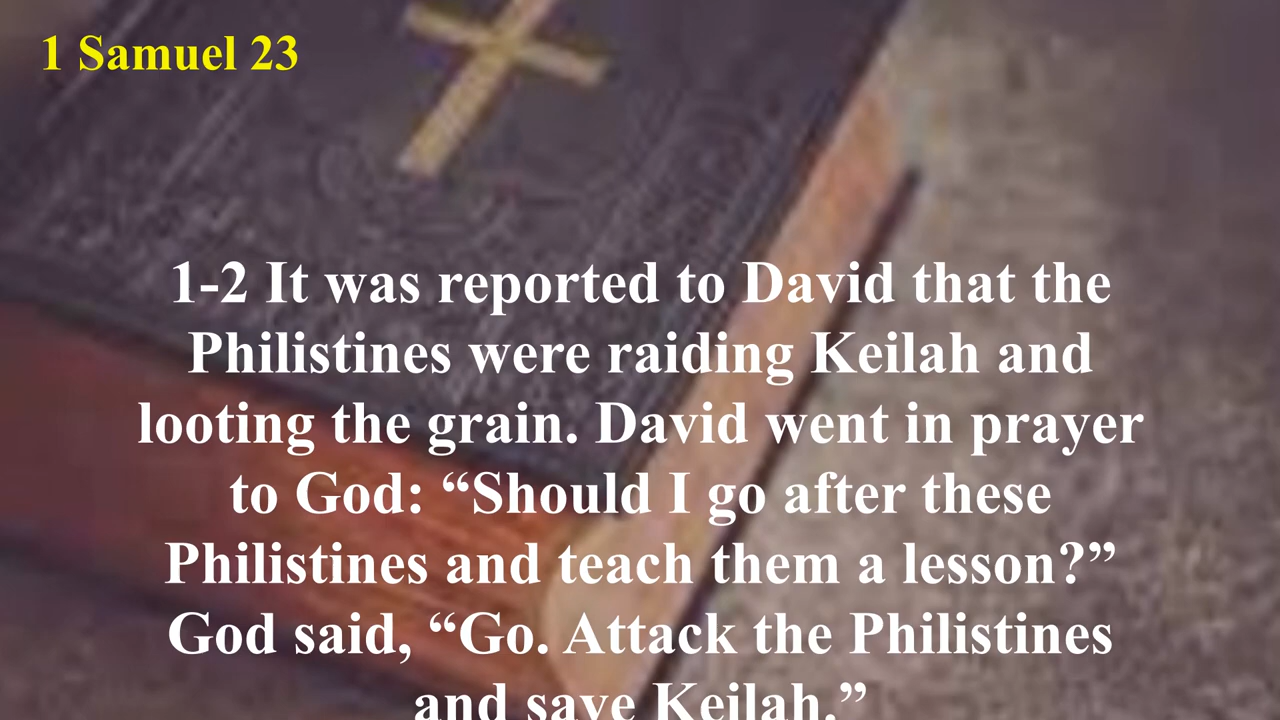 1 Samuel 23
1-2 It was reported to David that the
Philistines were raiding Keilah and
looting the grain. David went in prayer
to God: “Should I go after these
Philistines and teach them a lesson?”
God said, “Go. Attack the Philistines
and save Keilah.”